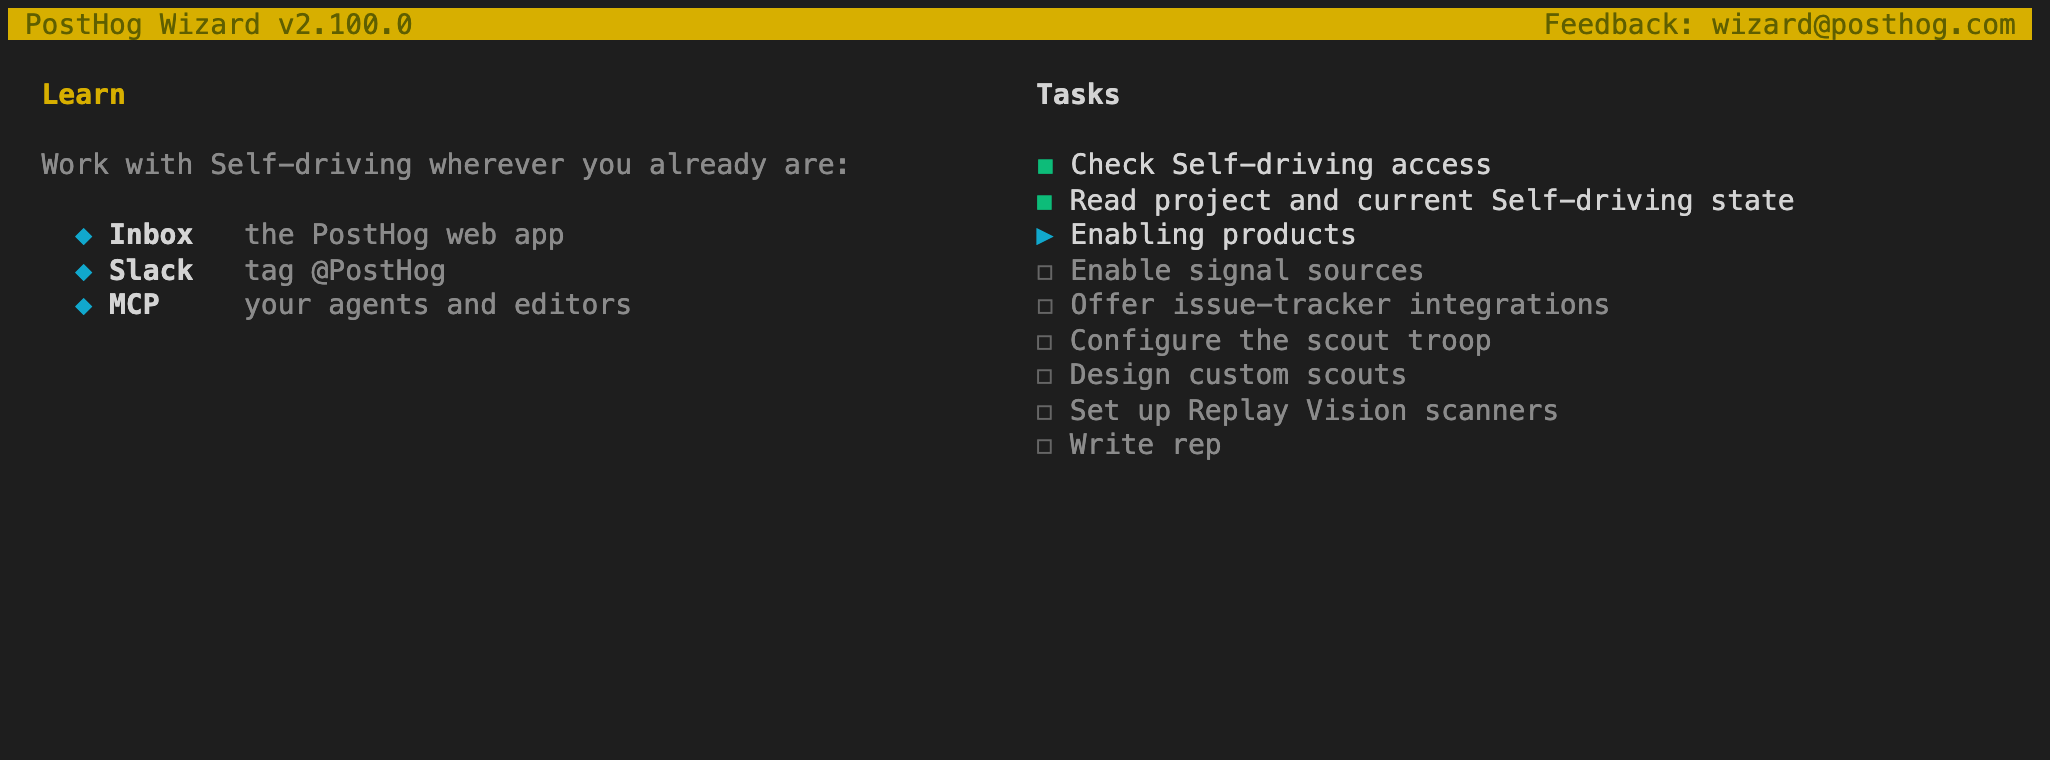 PostHog Wizard v2.100.0
Feedback: wizard@posthog.com
Learn
Work with Self-driving wherever you already are:
◆ Inbox the PostHog web app
◆ Slack tag @PostHog
◆ MCP your agents and editors
Tasks
■ Check Self-driving access
■ Read project and current Self-driving state
▶ Enabling products
□ Enable signal sources
□ Offer issue-tracker integrations
□ Configure the scout troop
□ Design custom scouts
□ Set up Replay Vision scanners
□ Write rep